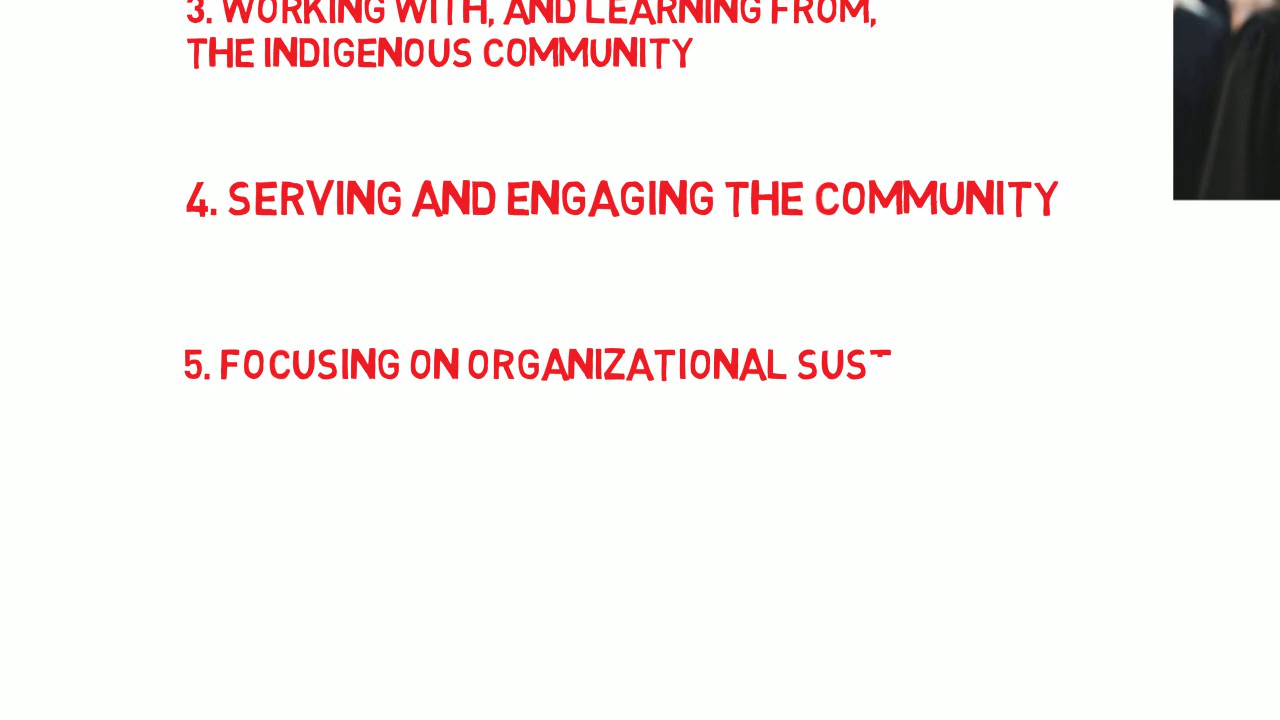 3. WORKING WITH, AND LEARNING FROM,
THE INDIGENOUS COMMUNITY
4. SERVING AND ENGAGING THE COMMUNITY
5. FOCUSING ON ORGANIZATIONAL SUS